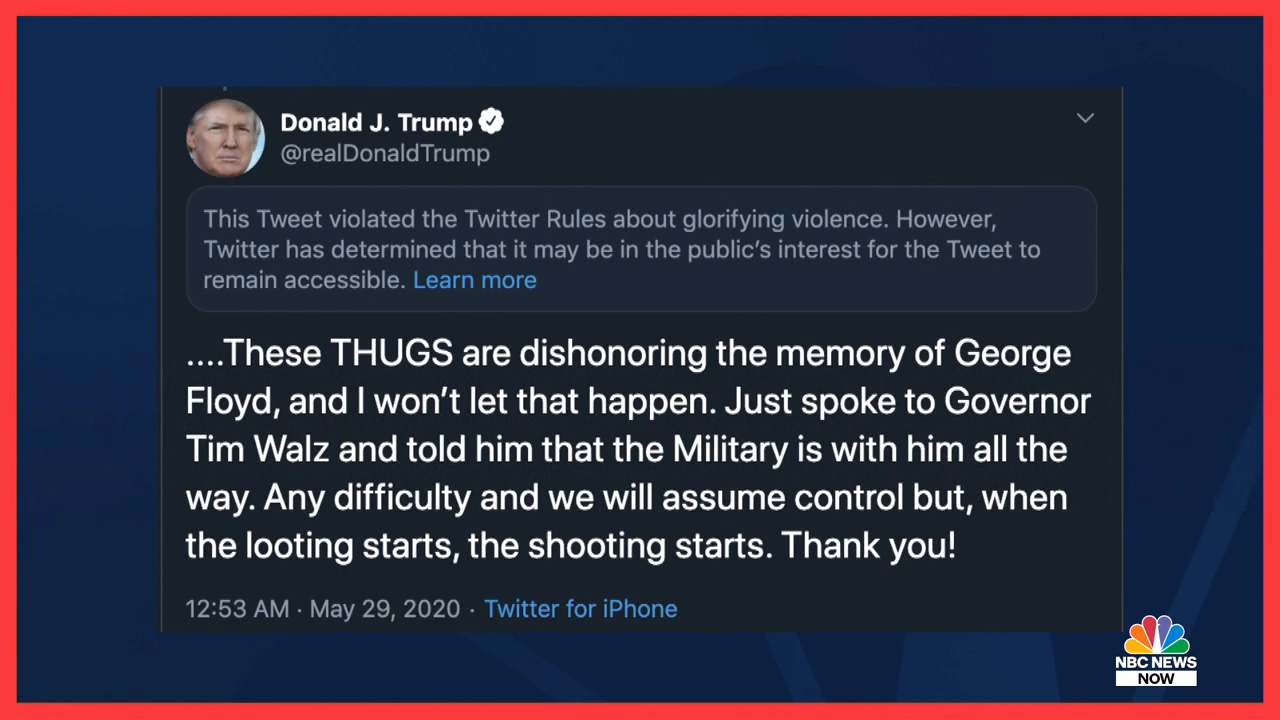 Donald J. Trump
@realDonaldTrump
This Tweet violated the Twitter Rules about glorifying violence. However,
Twitter has determined that it may be in the public’s interest for the Tweet to
remain accessible. Learn more
....These THUGS are dishonoring the memory of George
Floyd, and I won’t let that happen. Just spoke to Governor
Tim Walz and told him that the Military is with him all the
way. Any difficulty and we will assume control but, when
the looting starts, the shooting starts. Thank you!
12:53 AM · May 29, 2020 · Twitter for iPhone
NBC NEWS
NOW